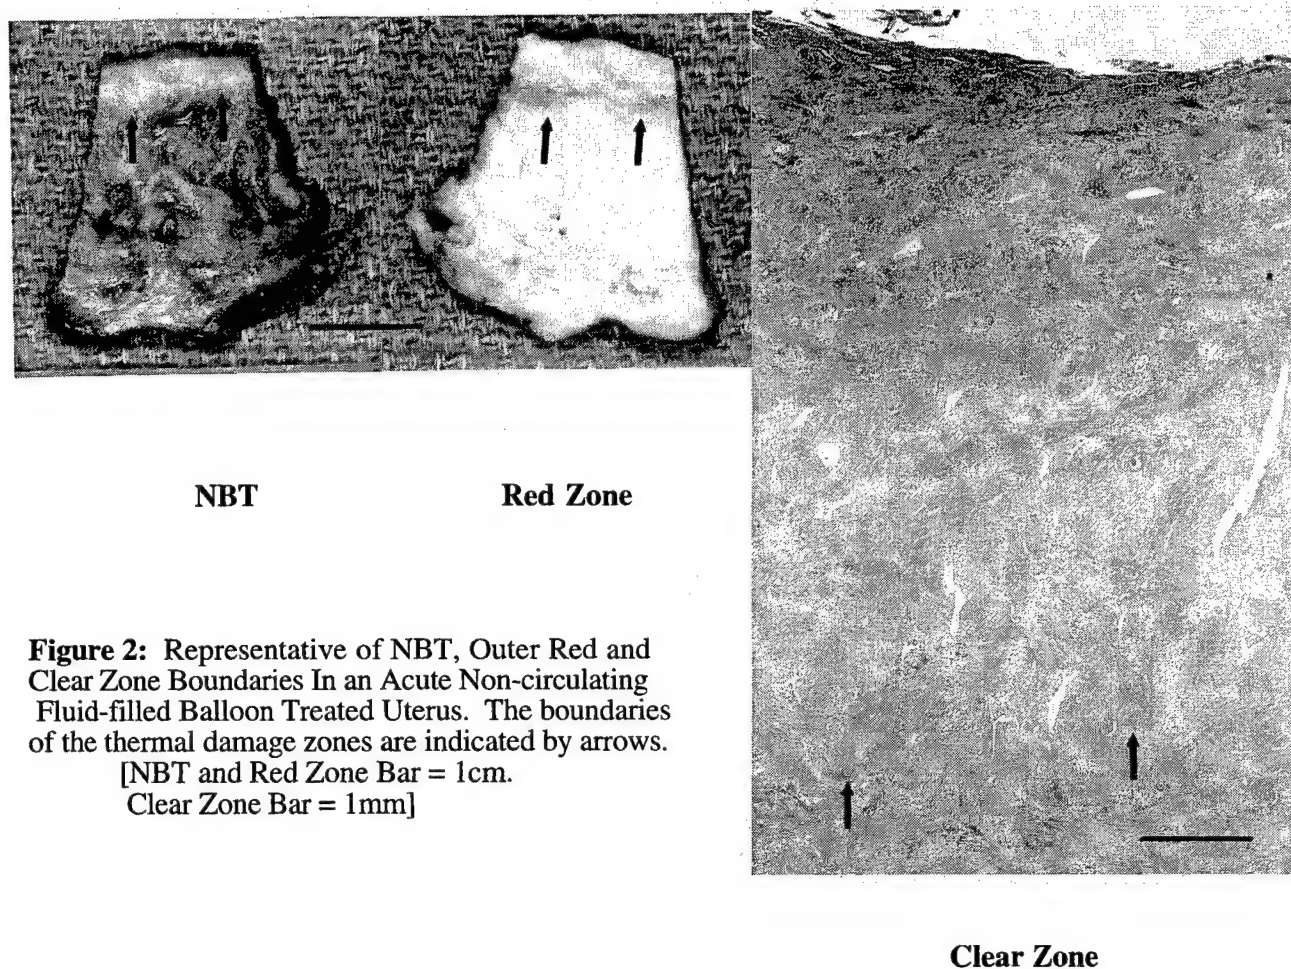 NBT
Red Zone
Figure 2: Representative of NBT, Outer Red and
Clear Zone Boundaries In an Acute Non-circulating
Fluid-filled Balloon Treated Uterus. The boundaries
of the thermal damage zones are indicated by arrows.
[NBT and Red Zone Bar = 1cm.
Clear Zone Bar = 1mm]
Clear Zone